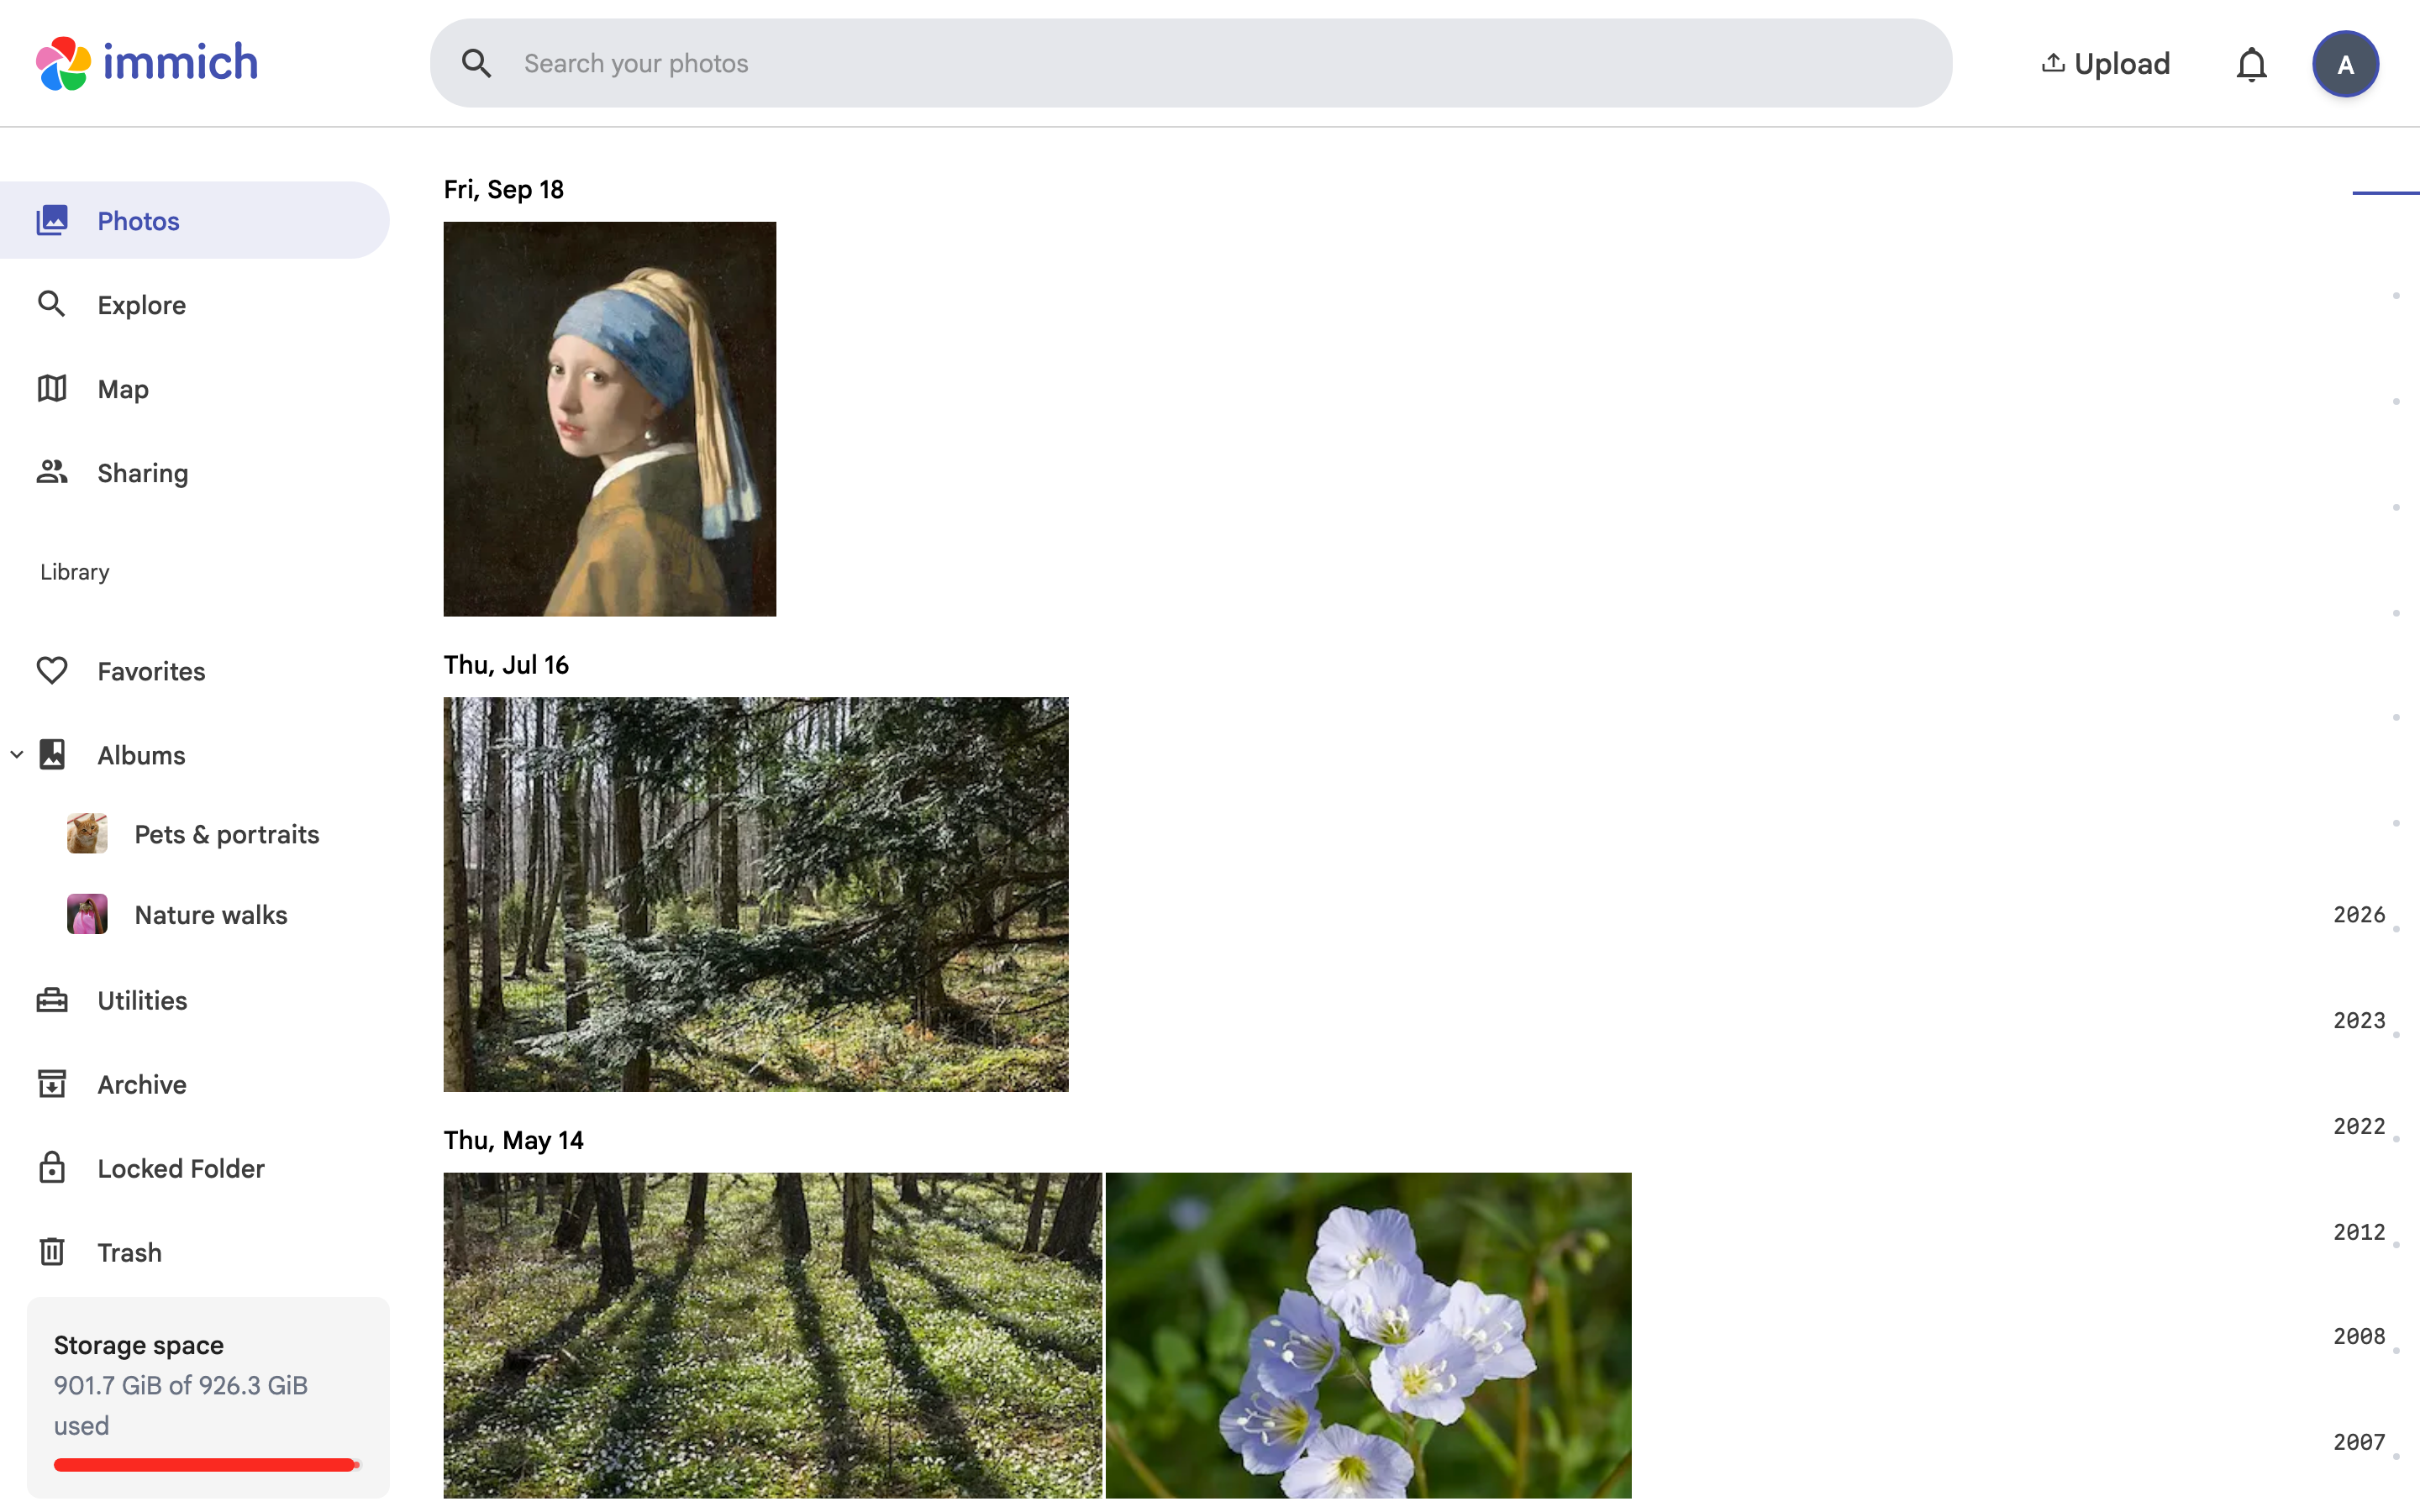 immich
Search your photos
Upload
A
Photos
Explore
Map
Sharing
Library
Favorites
Albums
Pets & portraits
Nature walks
Utilities
Archive
Locked Folder
Trash
Storage space
901.7 GiB of 926.3 GiB
used
Fri, Sep 18
Thu, Jul 16
Thu, May 14
2026
2023
2022
2012
2008
2007